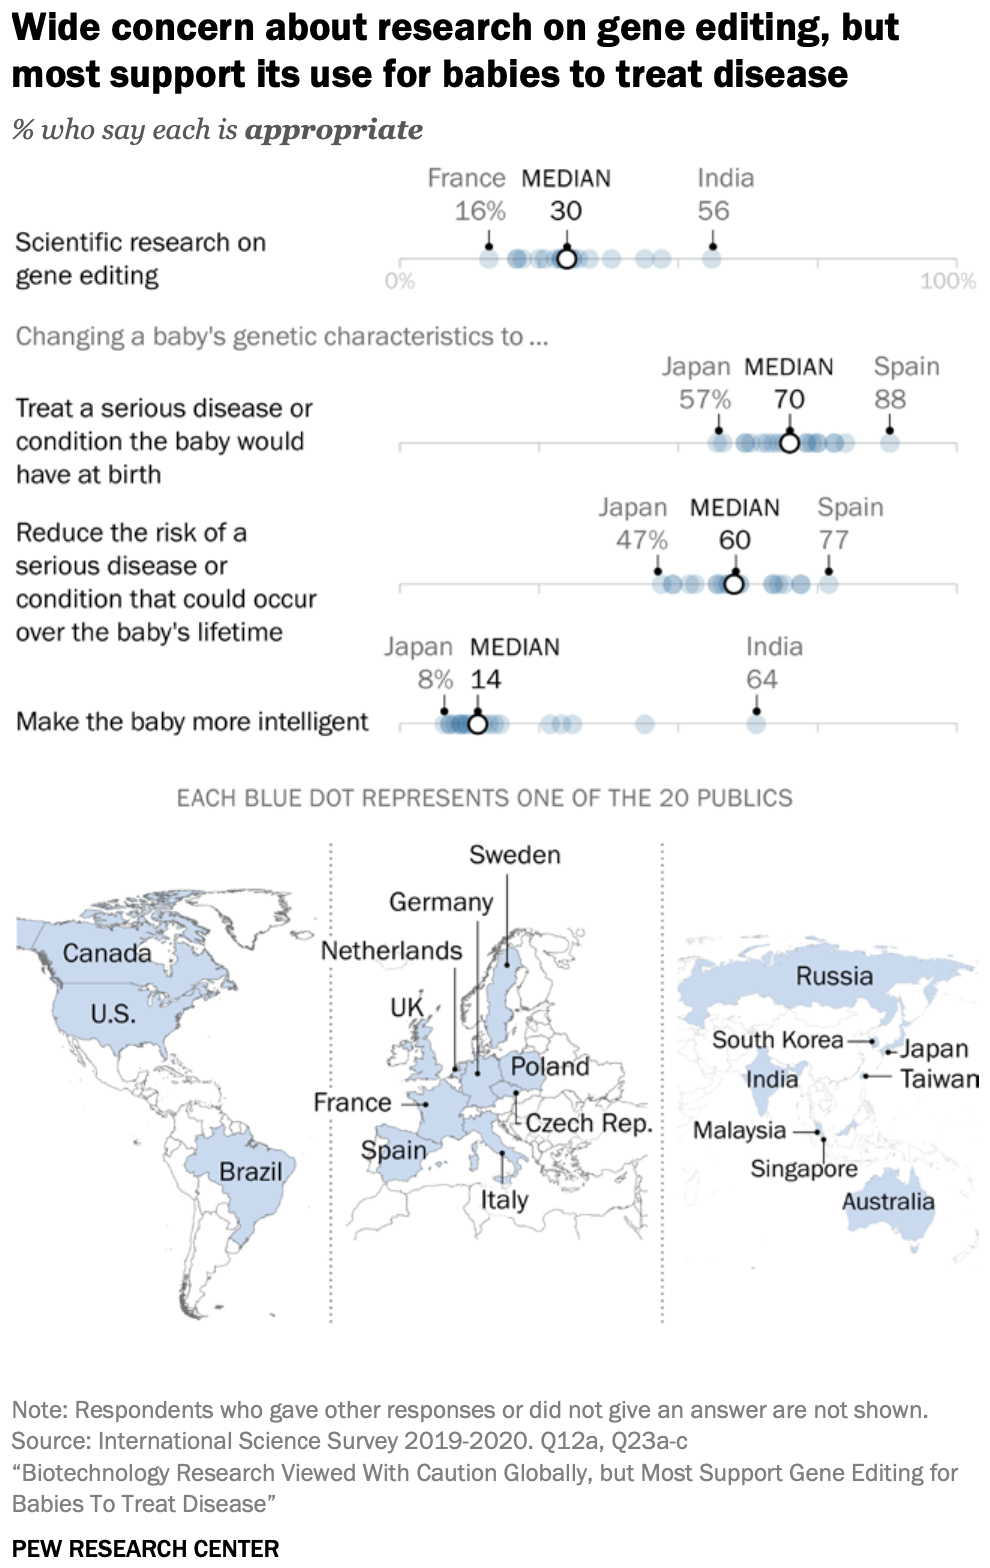 Wide concern about research on gene editing, but
most support its use for babies to treat disease
% who say each is appropriate
France MEDIAN India
16% 30 56
Scientific research on
gene editing
0% 100%
Changing a baby's genetic characteristics to ...
Japan MEDIAN Spain
57% 70 88
Treat a serious disease or
condition the baby would
have at birth
Japan MEDIAN Spain
47% 60 77
Reduce the risk of a
serious disease or
condition that could occur
over the baby's lifetime
Japan MEDIAN India
8% 14 64
Make the baby more intelligent
EACH BLUE DOT REPRESENTS ONE OF THE 20 PUBLICS
Canada
U.S.
Brazil
Sweden
Germany
Netherlands
UK
Poland
France
Czech Rep.
Spain
Italy
Russia
South Korea
Japan
India
Taiwan
Malaysia
Singapore
Australia
Note: Respondents who gave other responses or did not give an answer are not shown.
Source: International Science Survey 2019-2020. Q12a, Q23a-c
“Biotechnology Research Viewed With Caution Globally, but Most Support Gene Editing for
Babies To Treat Disease”
PEW RESEARCH CENTER